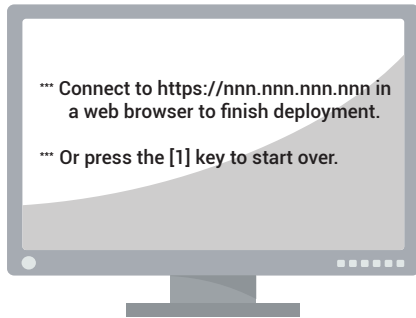 *** Connect to https://nnn.nnn.nnn.nnn in
a web browser to finish deployment.
*** Or press the [1] key to start over.